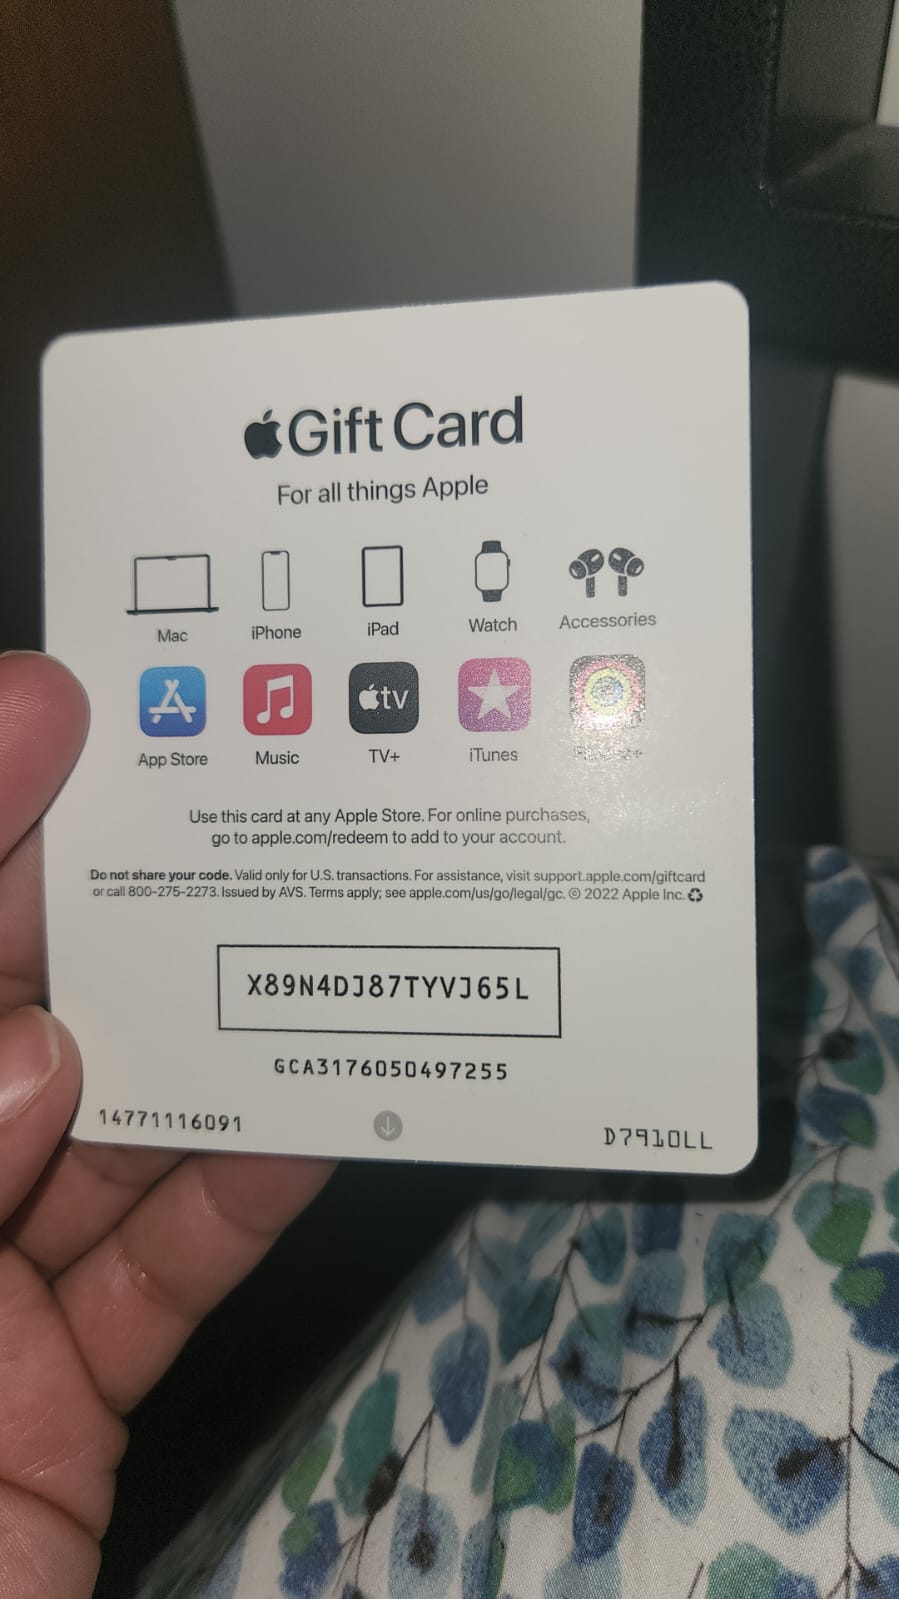 Gift Card
For all things Apple
Mac iPhone iPad Watch Accessories
tv
App Store Music TV+ iTunes
Use this card at any Apple Store. For online purchases,
go to apple.com/redeem to add to your account.
Do not share your code. Valid only for U.S. transactions. For assistance, visit support.apple.com/giftcard
or call 800-275-2273. Issued by AVS. Terms apply; see apple.com/us/go/legal/gc. © 2022 Apple Inc.
X89N4DJ87TYVJ65L
GCA3176050497255
14771116091 D7910LL